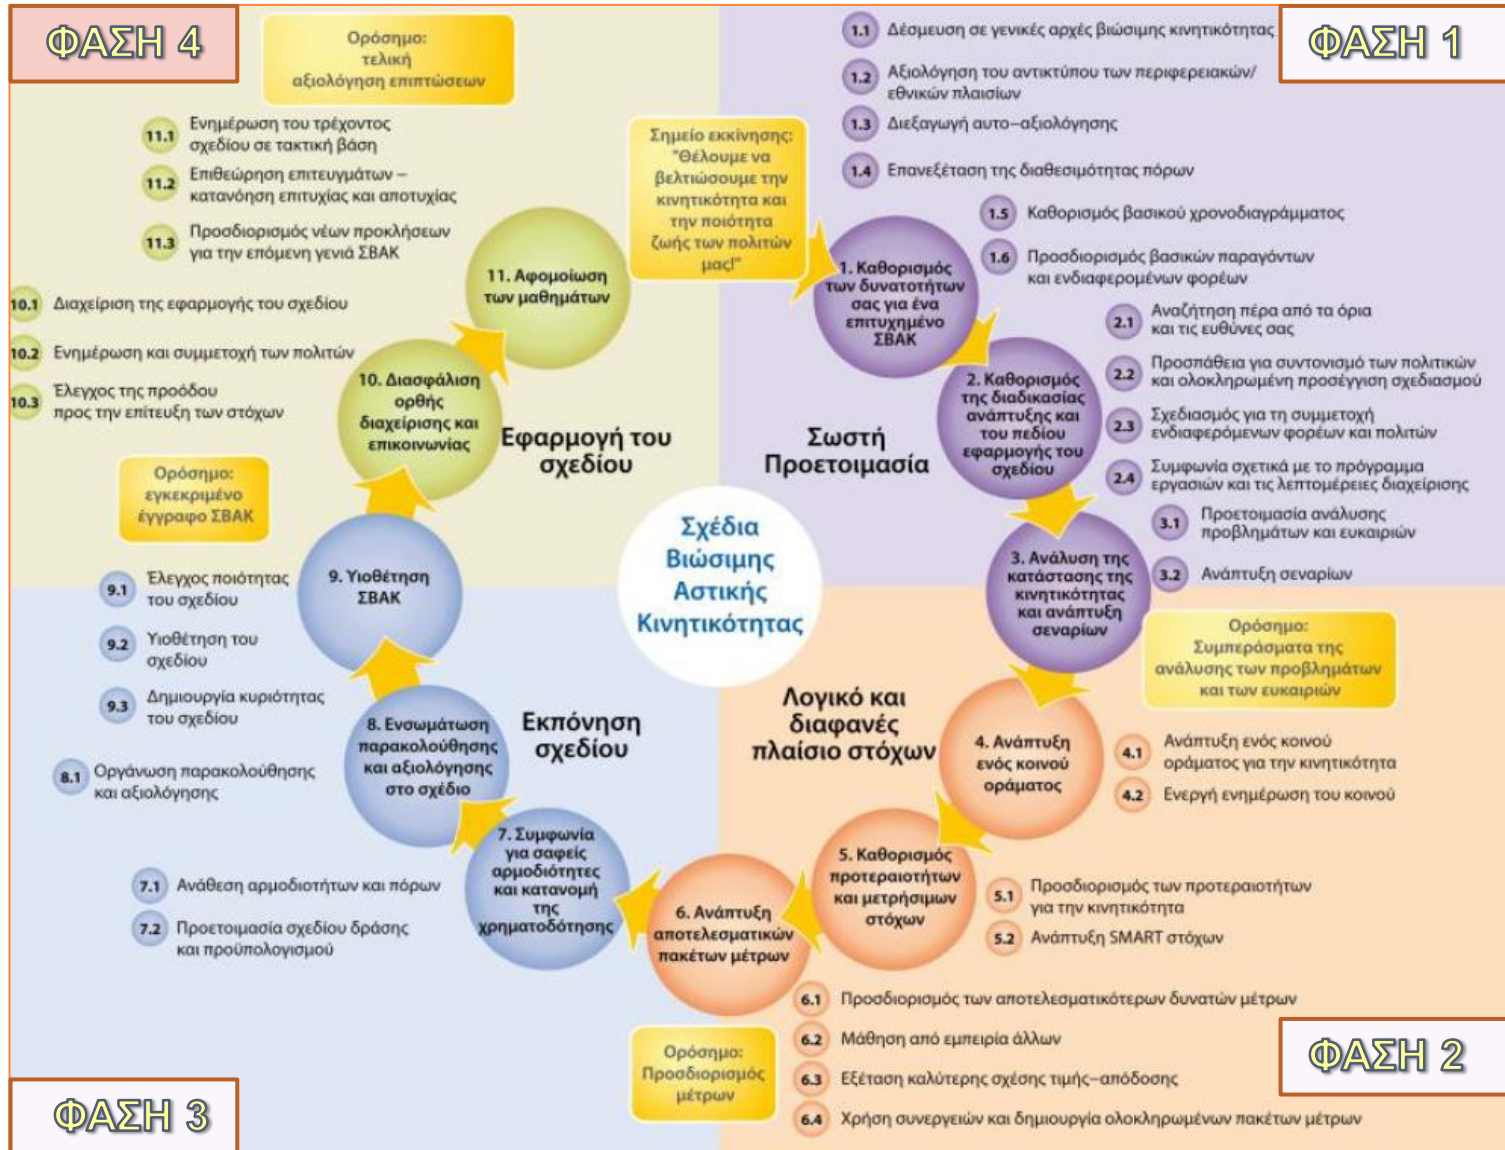 ΦΑΣΗ 4
Ορόσημο:
τελική
αξιολόγηση επιπτώσεων
11.1 Ενημέρωση του τρέχοντος
σχεδίου σε τακτική βάση
11.2 Επιθεώρηση επιτευγμάτων –
κατανόηση επιτυχίας και αποτυχίας
11.3 Προσδιορισμός νέων προκλήσεων
για την επόμενη γενιά ΣΒΑΚ
10.1 Διαχείριση της εφαρμογής του σχεδίου
10.2 Ενημέρωση και συμμετοχή των πολιτών
10.3 Έλεγχος της προόδου
προς την επίτευξη των στόχων
11. Αφομοίωση
των μαθημάτων
10. Διασφάλιση
ορθής
διαχείρισης και
επικοινωνίας
Εφαρμογή του
σχεδίου
Ορόσημο:
εγκεκριμένο
έγγραφο ΣΒΑΚ
ΦΑΣΗ 1
Σημείο εκκίνησης:
"Θέλουμε να
βελτιώσουμε την
κινητικότητα και
την ποιότητα
ζωής των πολιτών
μας!"
1.1 Δέσμευση σε γενικές αρχές βιώσιμης κινητικότητας
1.2 Αξιολόγηση του αντικτύπου των περιφερειακών/
εθνικών πλαισίων
1.3 Διεξαγωγή αυτο–αξιολόγησης
1.4 Επανεξέταση της διαθεσιμότητας πόρων
1.5 Καθορισμός βασικού χρονοδιαγράμματος
1.6 Προσδιορισμός βασικών παραγόντων
και ενδιαφερομένων φορέων
1. Καθορισμός
των δυνατοτήτων
σας για ένα
επιτυχημένο
ΣΒΑΚ
2.1 Αναζήτηση πέρα από τα όρια
και τις ευθύνες σας
2.2 Προσπάθεια για συντονισμό των πολιτικών
και ολοκληρωμένη προσέγγιση σχεδιασμού
2.3 Σχεδιασμός για τη συμμετοχή
ενδιαφερόμενων φορέων και πολιτών
2.4 Συμφωνία σχετικά με το πρόγραμμα
εργασιών και τις λεπτομέρειες διαχείρισης
2. Καθορισμός
της διαδικασία
ανάπτυξης και
του πεδίου
εφαρμογής του
σχεδίου
Σωστή
Προετοιμασία
3.1 Προετοιμασία ανάλυσης
προβλημάτων και ευκαιριών
3.2 Ανάπτυξη σεναρίων
3. Ανάλυση της
κατάστασης της
κινητικότητας
και ανάπτυξη
σεναρίων
Σχέδια
Βιώσιμης
Αστικής
Κινητικότητας
Ορόσημο:
Συμπεράσματα της
ανάλυσης των προβλημάτων
και των ευκαιριών
Λογικό και
διαφανές
πλαίσιο στόχων
4. Ανάπτυξη
ενός κοινού
οράματος
4.1 Ανάπτυξη ενός κοινού
οράματος για την κινητικότητα
4.2 Ενεργή ενημέρωση του κοινού
5. Καθορισμός
προτεραιοτήτων
και μετρήσιμων
στόχων
5.1 Προσδιορισμός των προτεραιοτήτων
για την κινητικότητα
5.2 Ανάπτυξη SMART στόχων
6. Ανάπτυξη
αποτελεσματικών
πακέτων μέτρων
6.1 Προσδιορισμός των αποτελεσματικότερων δυνατών μέτρων
6.2 Μάθηση από εμπειρία άλλων
6.3 Εξέταση καλύτερης σχέσης τιμής–απόδοσης
6.4 Χρήση συνεργειών και δημιουργία ολοκληρωμένων πακέτων μέτρων
Ορόσημο:
Προσδιορισμός
μέτρων
ΦΑΣΗ 2
9. Υιοθέτηση
ΣΒΑΚ
9.1 Έλεγχος ποιότητας
του σχεδίου
9.2 Υιοθέτηση του
σχεδίου
9.3 Δημιουργία κυριότητας
του σχεδίου
Εκπόνηση
σχεδίου
8. Ενσωμάτωση
παρακολούθησης
και αξιολόγησης
στο σχέδιο
8.1 Οργάνωση παρακολούθησης
και αξιολόγησης
7. Συμφωνία
για σαφείς
αρμοδιότητες
και κατανομή
της
χρηματοδότησης
7.1 Ανάθεση αρμοδιοτήτων και πόρων
7.2 Προετοιμασία σχεδίου δράσης
και προϋπολογισμού
ΦΑΣΗ 3